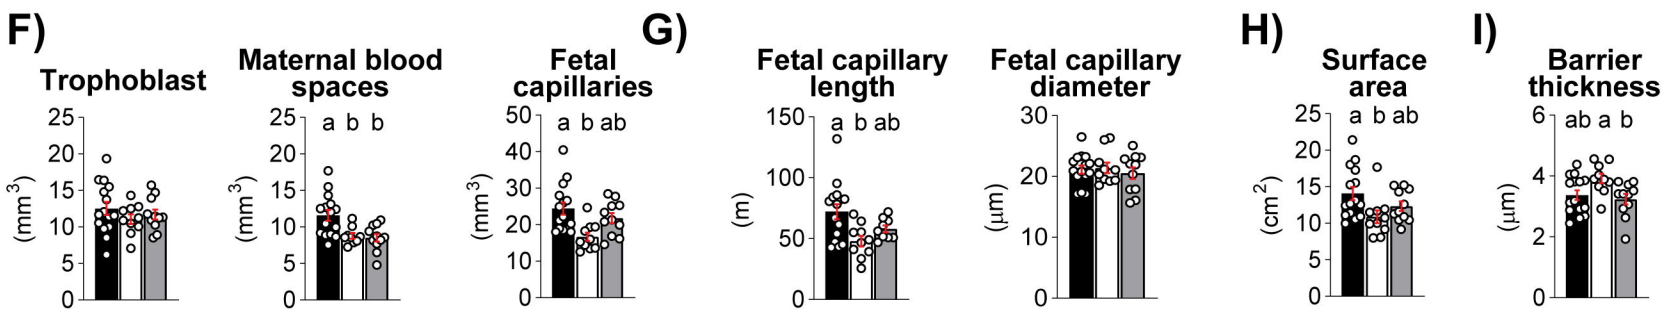 F)
Trophoblast
25
20
15
10
5
0
(mm3)
Maternal blood
spaces
25
20
15
10
5
0
(mm3)
a b b
Fetal
capillaries
50
40
30
20
10
0
(mm3)
a b ab
G)
Fetal capillary
length
150
100
50
0
(m)
a b ab
Fetal capillary
diameter
30
20
10
0
(µm)
H)
Surface
area
25
20
15
10
5
0
(cm2)
a b ab
I)
Barrier
thickness
6
4
2
0
(µm)
ab a b